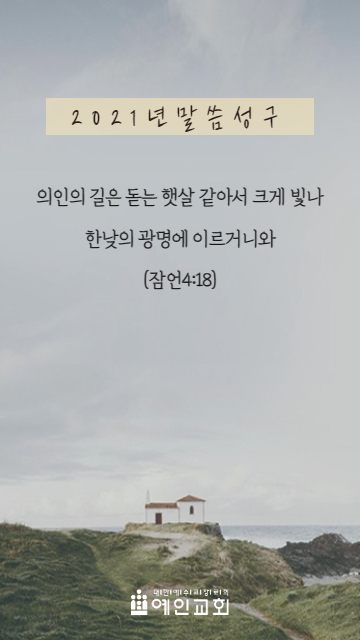 2021년말씀성구
의인의 길은 돋는 햇살 같아서 크게 빛나
한낮의 광명에 이르거니와
(잠언4:18)
예인교회